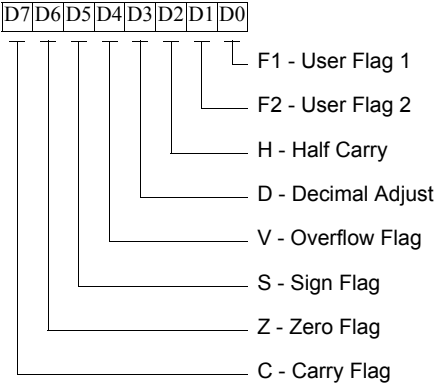 D7 D6 D5 D4 D3 D2 D1 D0
F1 - User Flag 1
F2 - User Flag 2
H - Half Carry
D - Decimal Adjust
V - Overflow Flag
S - Sign Flag
Z - Zero Flag
C - Carry Flag